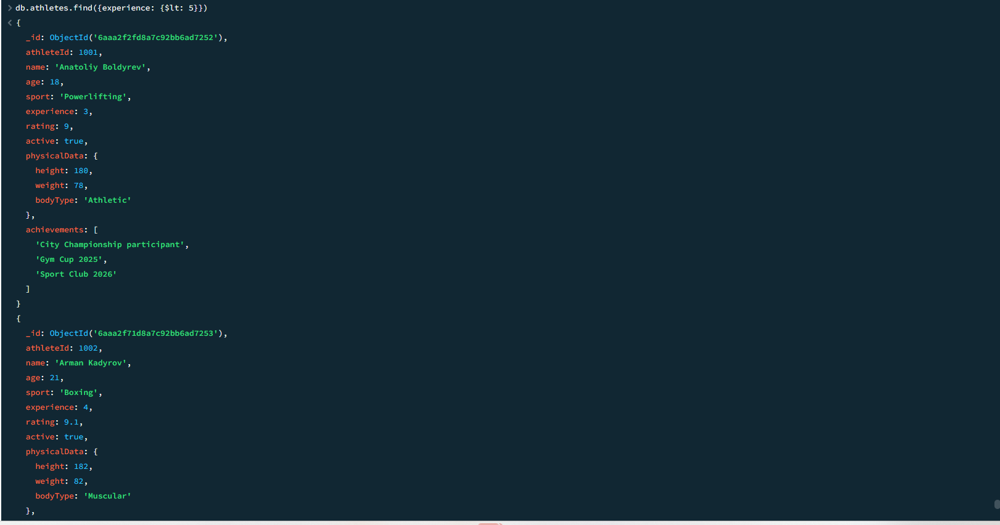 > db.athletes.find({experience: {$lt: 5}})
< {
_id: ObjectId('6aaa2f2fd8a7c92bb6ad7252'),
athleteId: 1001,
name: 'Anatoliy Boldyrev',
age: 18,
sport: 'Powerlifting',
experience: 3,
rating: 9,
active: true,
physicalData: {
height: 180,
weight: 78,
bodyType: 'Athletic'
},
achievements: [
'City Championship participant',
'Gym Cup 2025',
'Sport Club 2026'
]
}
{
_id: ObjectId('6aaa2f71d8a7c92bb6ad7253'),
athleteId: 1002,
name: 'Arman Kadyrov',
age: 21,
sport: 'Boxing',
experience: 4,
rating: 9.1,
active: true,
physicalData: {
height: 182,
weight: 82,
bodyType: 'Muscular'
},